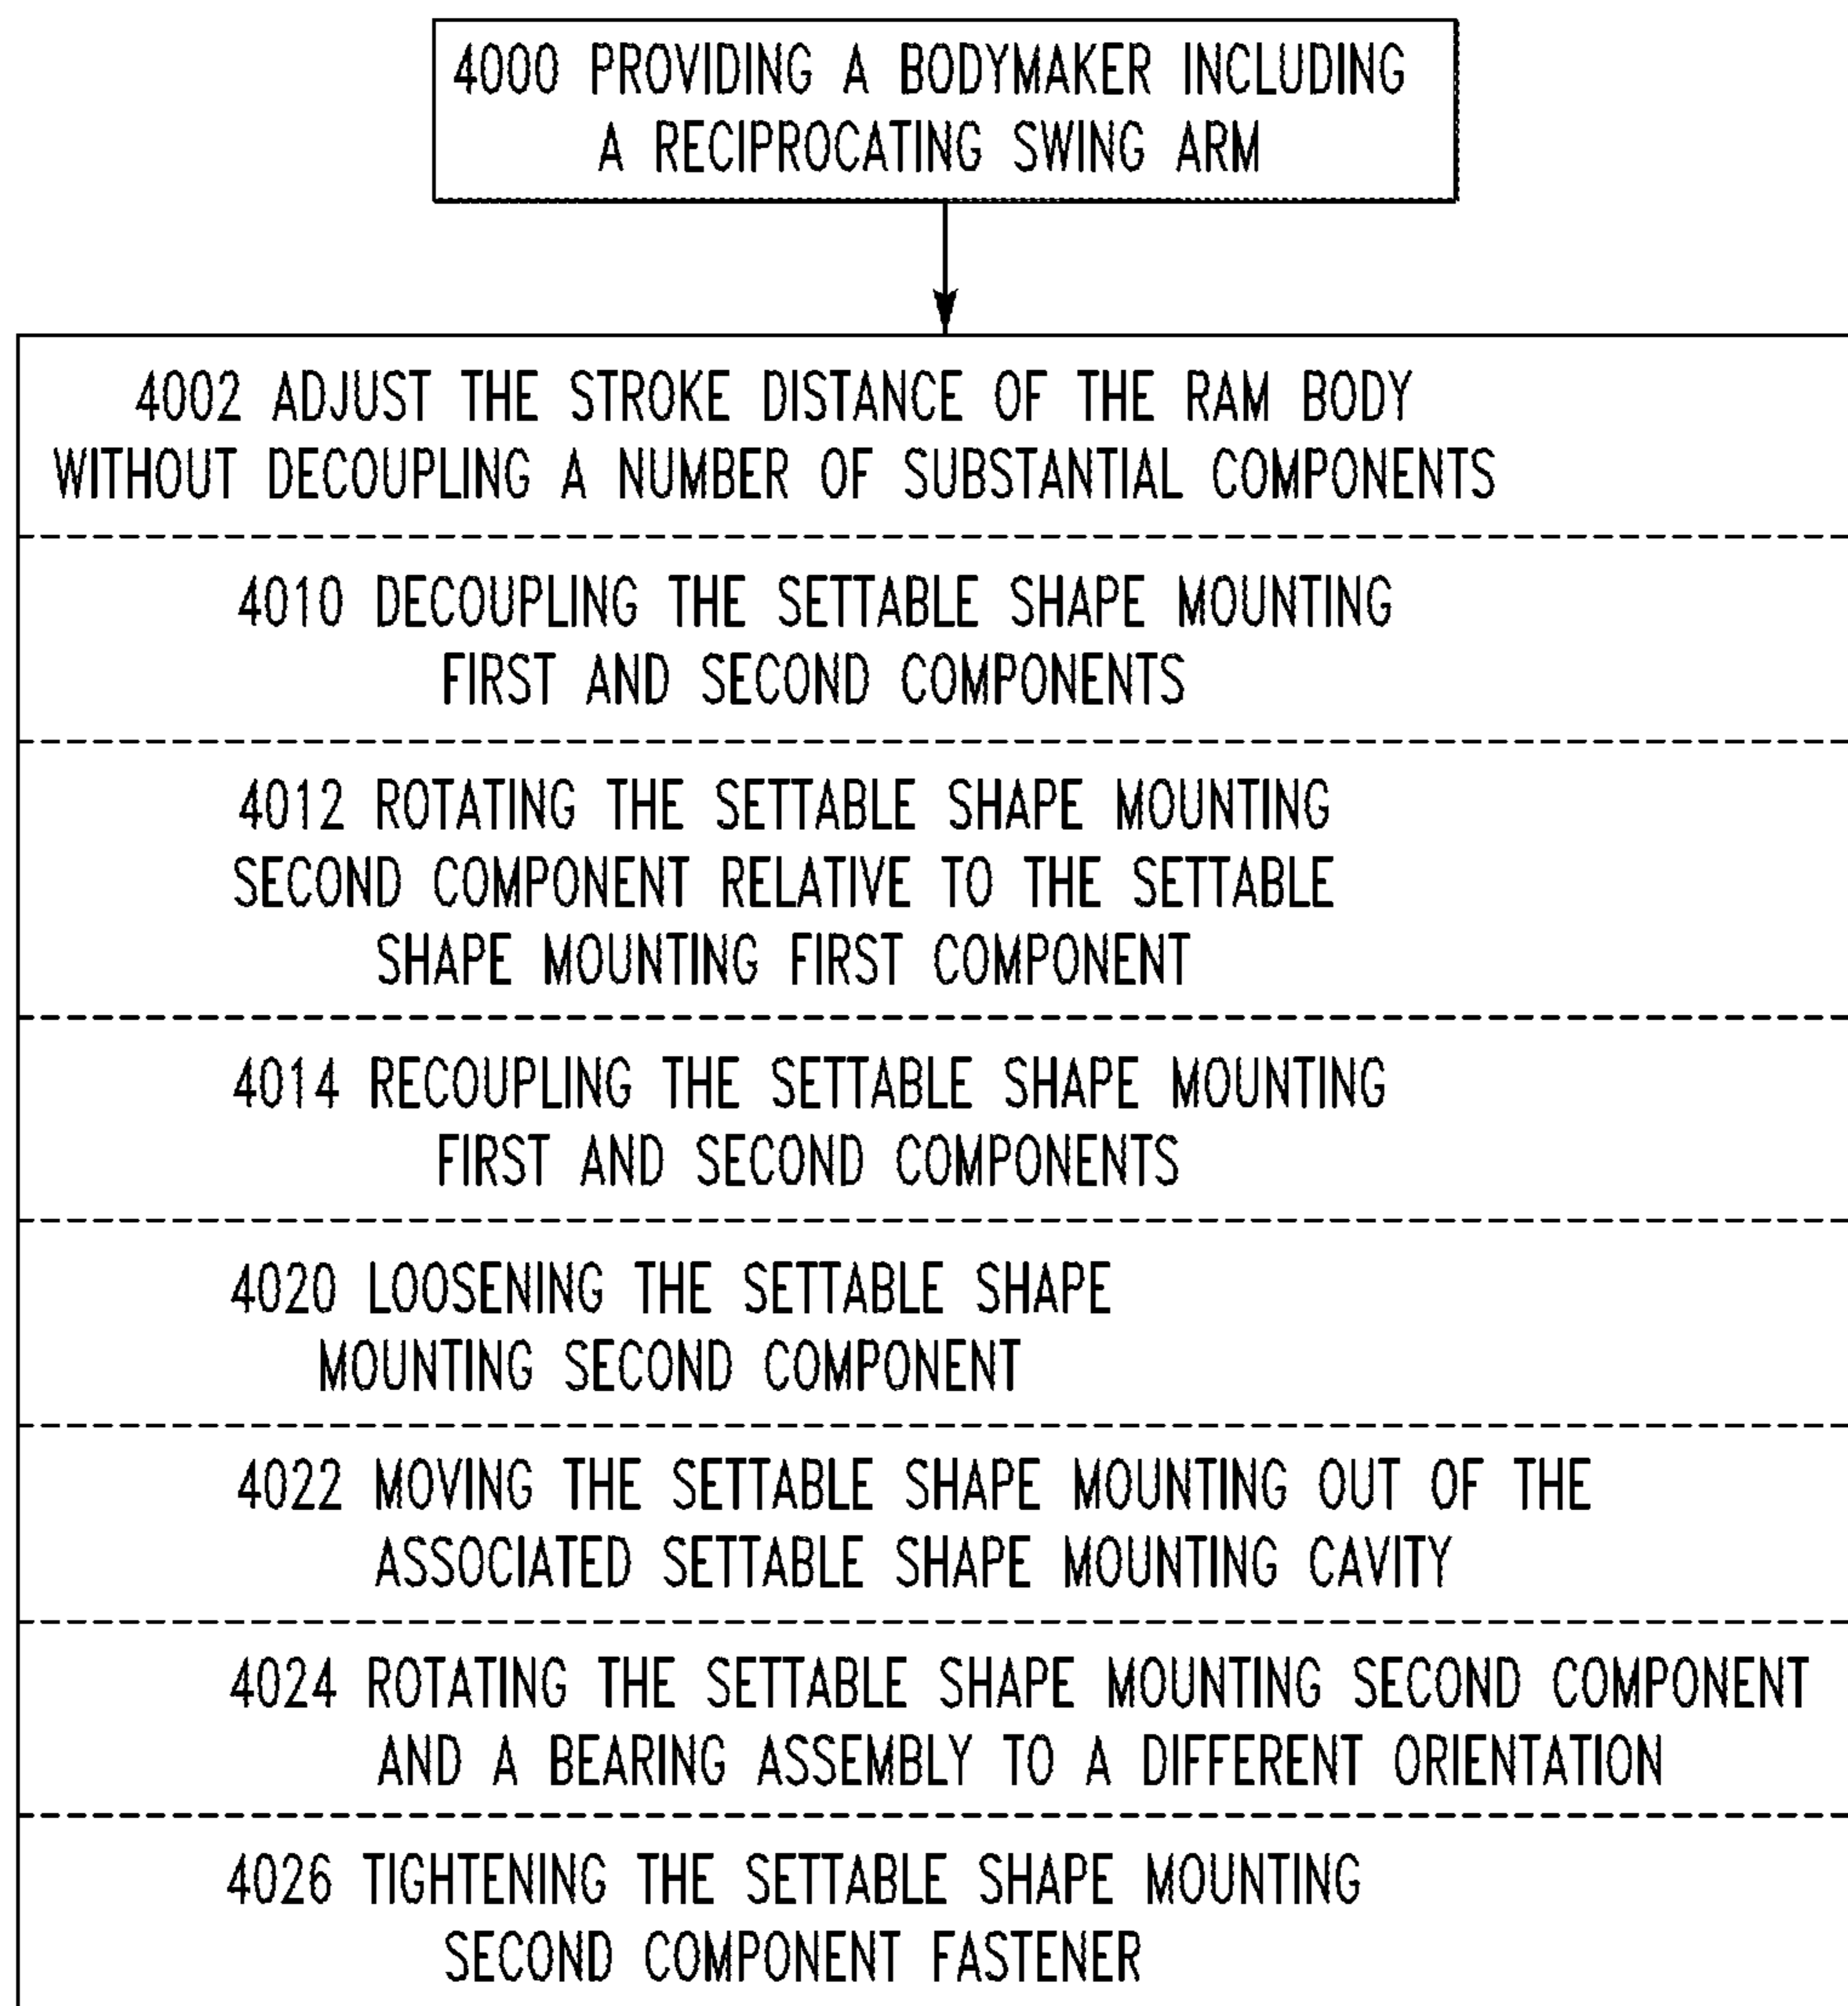 4000 PROVIDING A BODYMAKER INCLUDING
A RECIPROCATING SWING ARM
4002 ADJUST THE STROKE DISTANCE OF THE RAM BODY
WITHOUT DECOUPLING A NUMBER OF SUBSTANTIAL COMPONENTS
4010 DECOUPLING THE SETTABLE SHAPE MOUNTING
FIRST AND SECOND COMPONENTS
4012 ROTATING THE SETTABLE SHAPE MOUNTING
SECOND COMPONENT RELATIVE TO THE SETTABLE
SHAPE MOUNTING FIRST COMPONENT
4014 RECOUPLING THE SETTABLE SHAPE MOUNTING
FIRST AND SECOND COMPONENTS
4020 LOOSENING THE SETTABLE SHAPE
MOUNTING SECOND COMPONENT
4022 MOVING THE SETTABLE SHAPE MOUNTING OUT OF THE
ASSOCIATED SETTABLE SHAPE MOUNTING CAVITY
4024 ROTATING THE SETTABLE SHAPE MOUNTING SECOND COMPONENT
AND A BEARING ASSEMBLY TO A DIFFERENT ORIENTATION
4026 TIGHTENING THE SETTABLE SHAPE MOUNTING
SECOND COMPONENT FASTENER